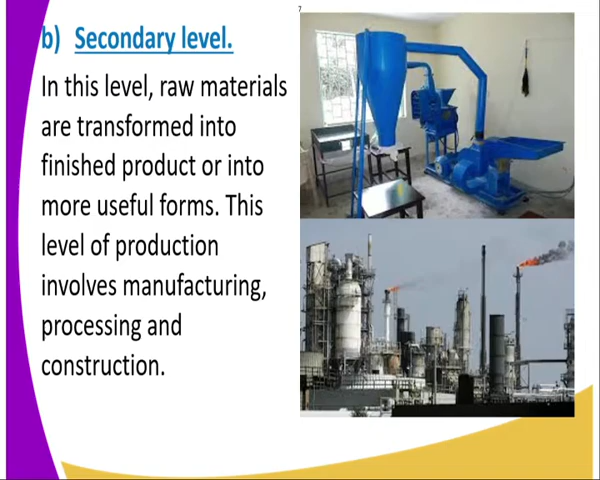 7
b) Secondary level.
In this level, raw materials
are transformed into
finished product or into
more useful forms. This
level of production
involves manufacturing,
processing and
construction.